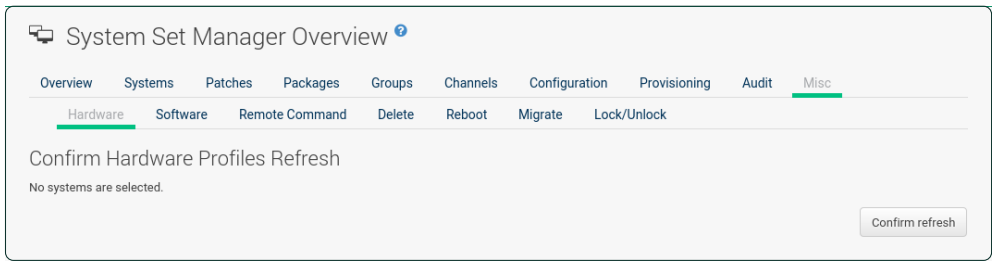 System Set Manager Overview ?
Overview Systems Patches Packages Groups Channels Configuration Provisioning Audit Misc
Hardware Software Remote Command Delete Reboot Migrate Lock/Unlock
Confirm Hardware Profiles Refresh
No systems are selected.
Confirm refresh